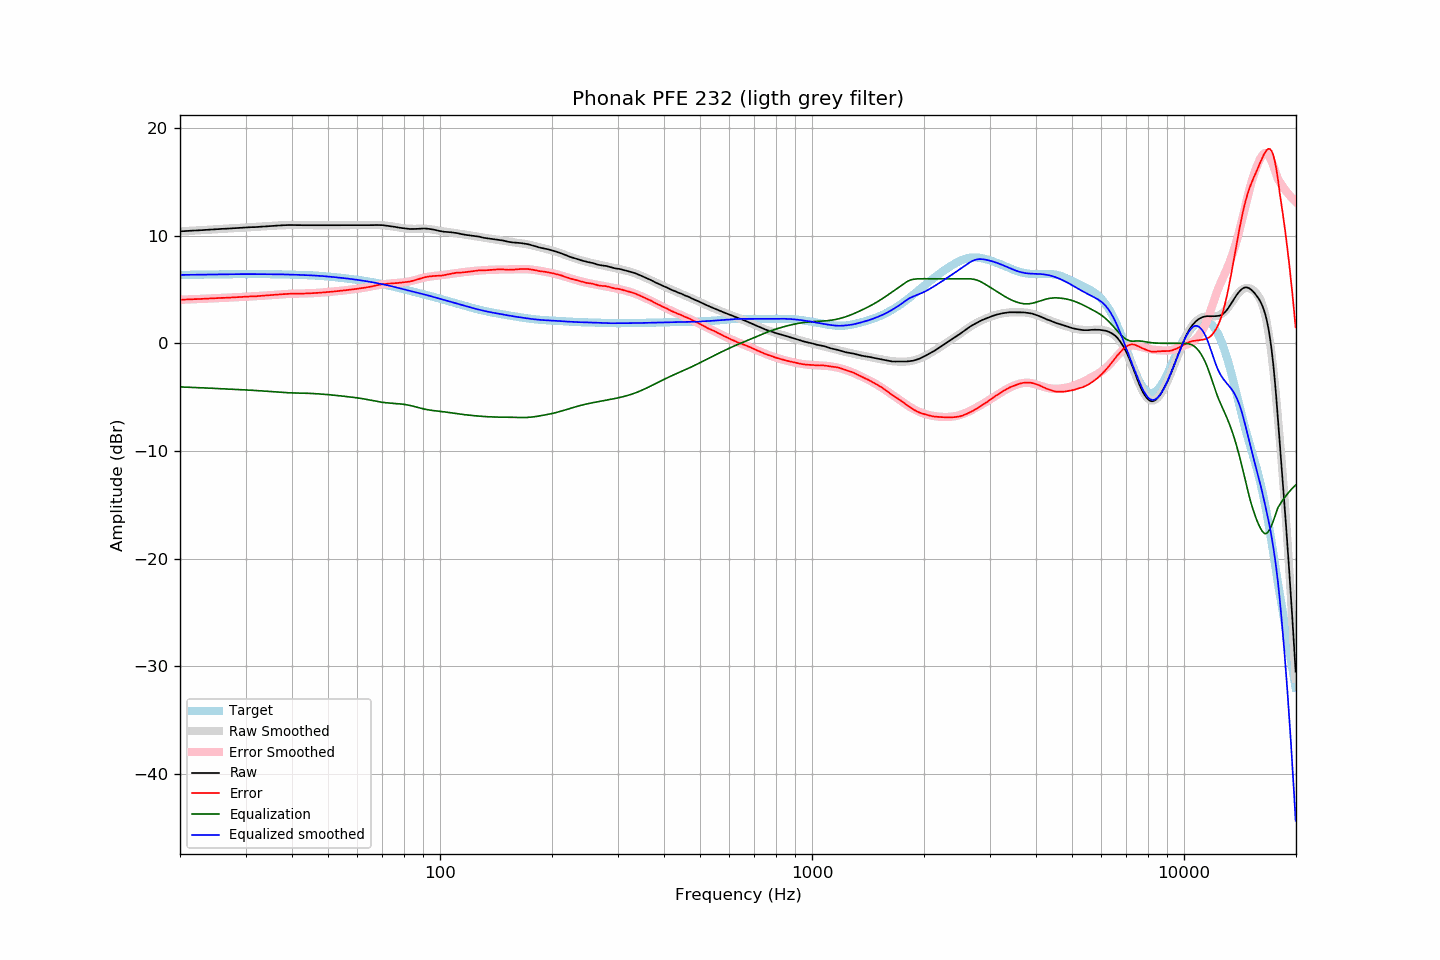 Phonak PFE 232 (ligth grey filter)
20
10
0
−10
−20
−30
−40
Amplitude (dBr)
Target
Raw Smoothed
Error Smoothed
Raw
Error
Equalization
Equalized smoothed
100
1000
10000
Frequency (Hz)